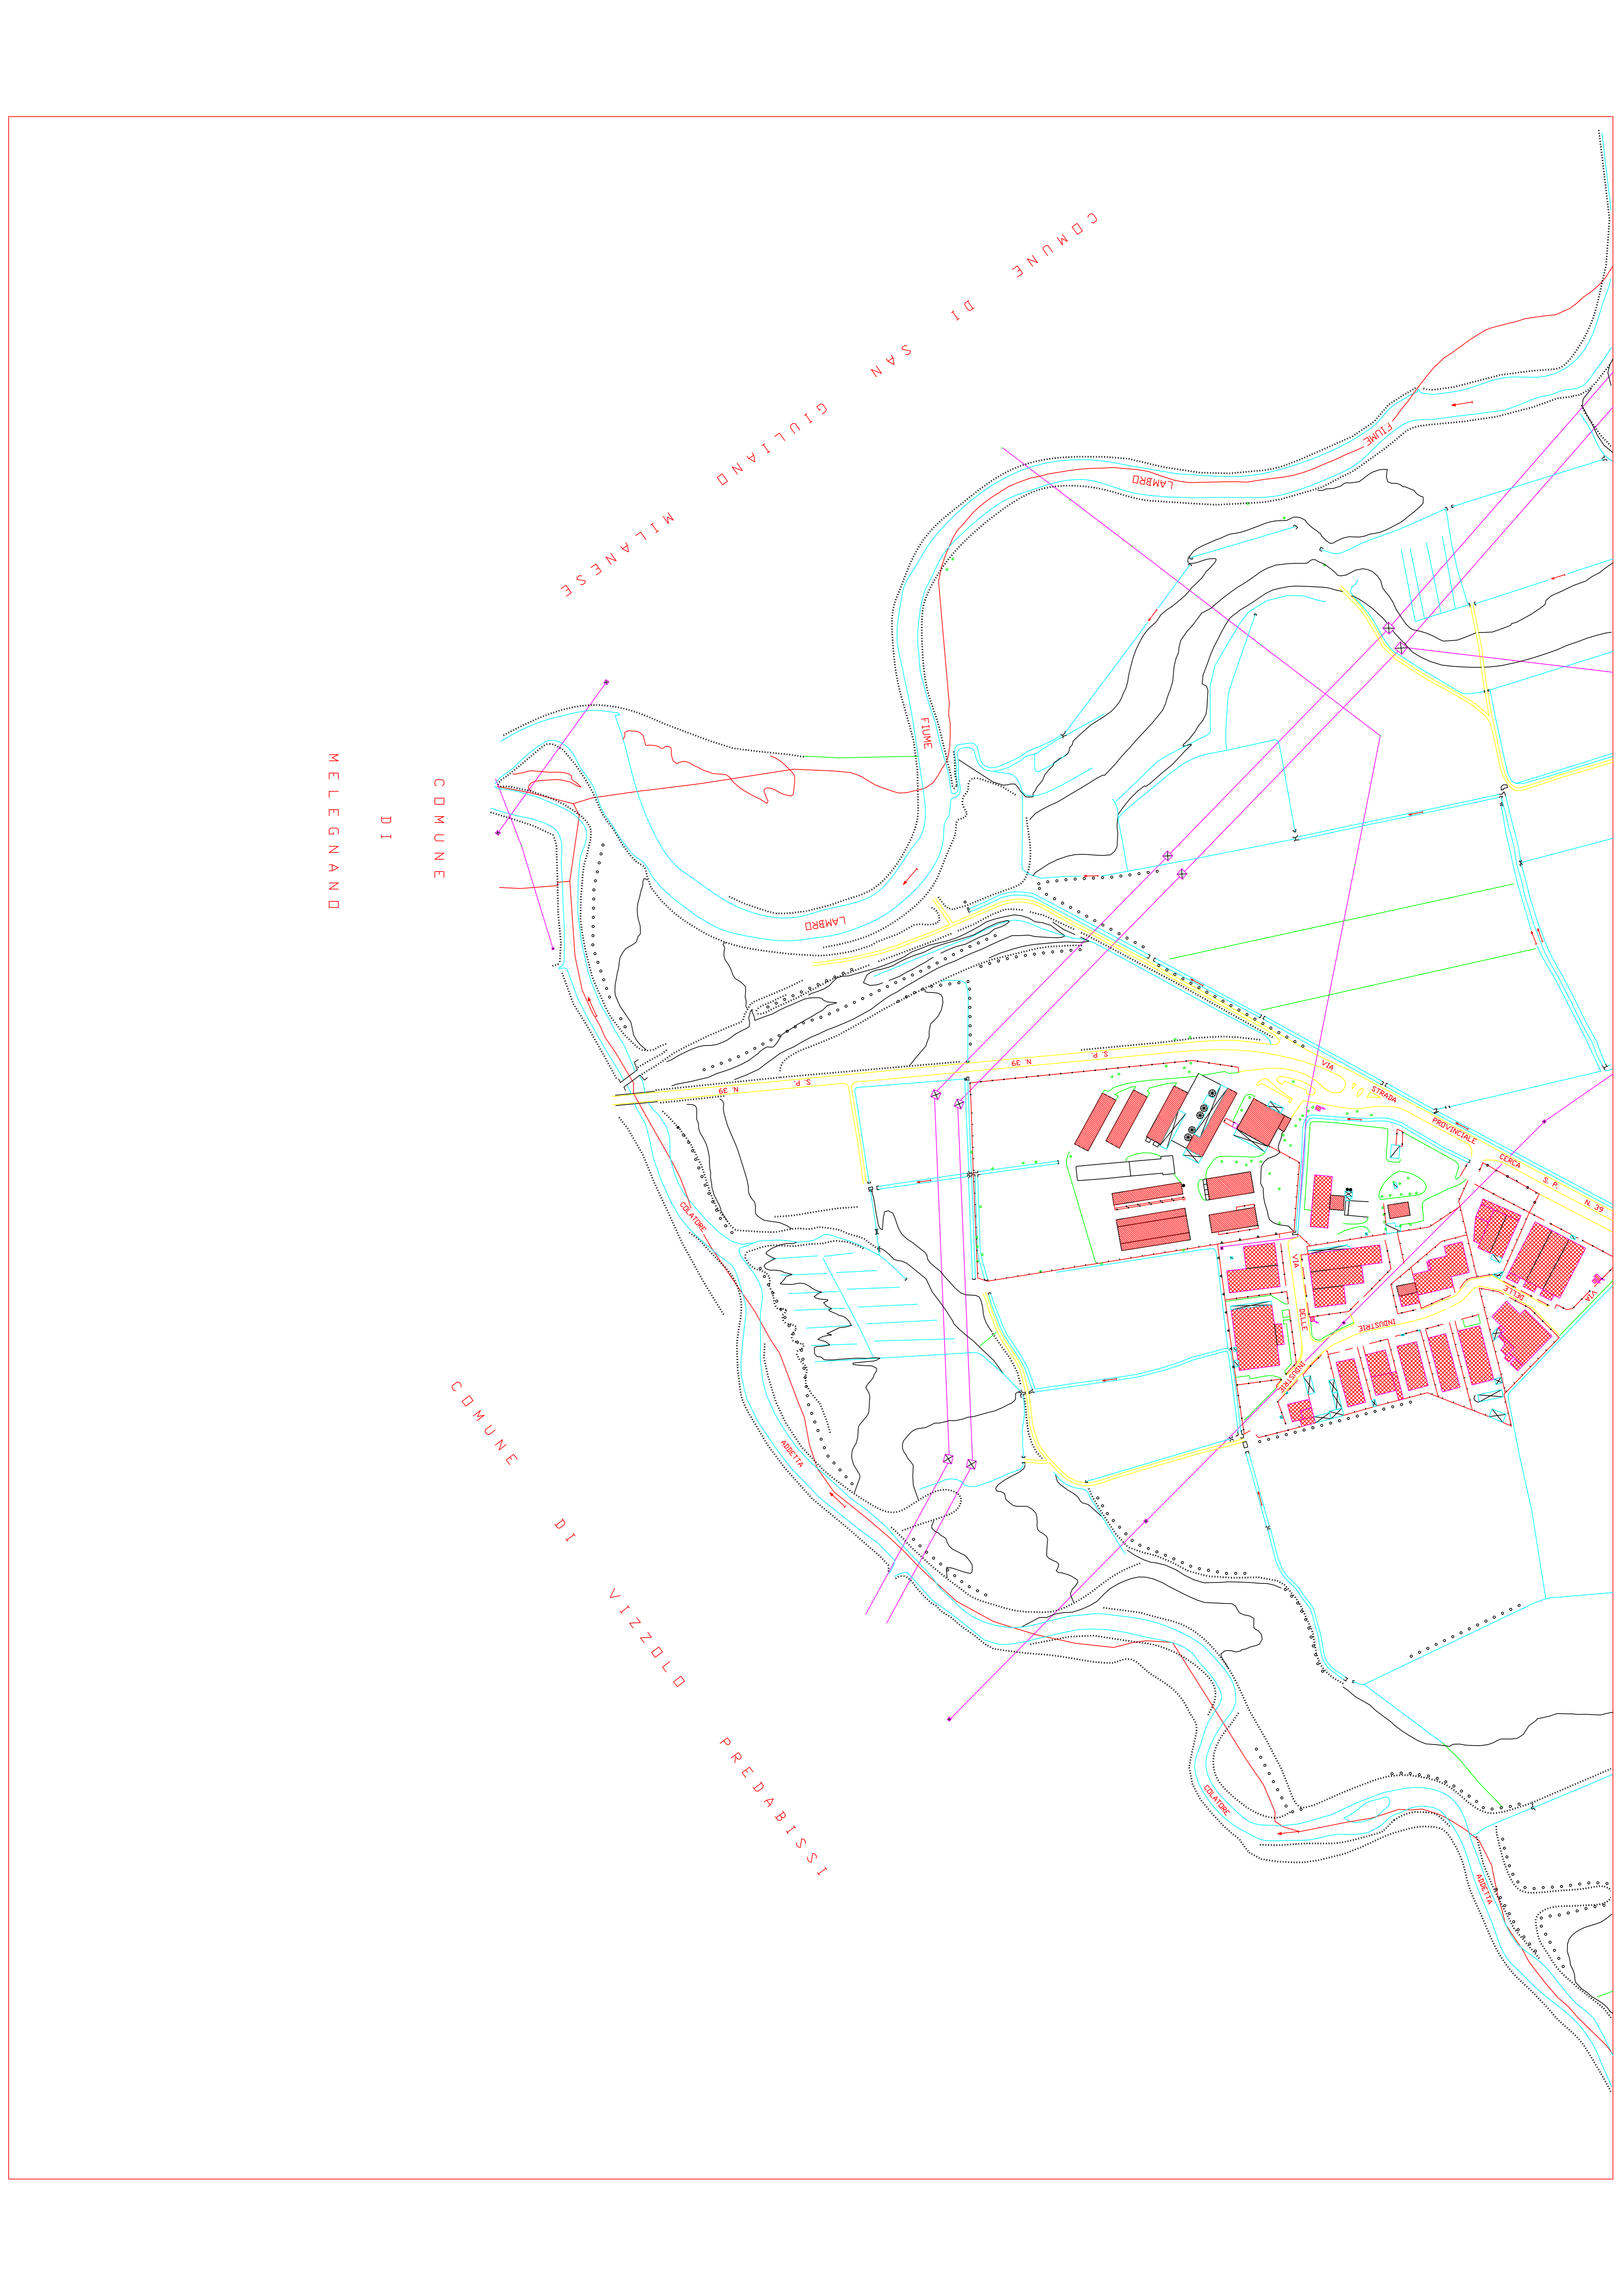 COMUNE DI SAN GIULIANO MILANESE
FIUME
LAMBRO
FIUME
LAMBRO
COMUNE
DI
MELEGNANO
S. P. N. 39
S. P. N. 39
VIA STRADA PROVINCIALE CERCA S. P. N. 39
VIA DELLE INDUSTRIE
INDUSTRIE
DELLE
VIA
COLATORE
ADDETTA
COMUNE DI VIZZOLO PREDABISSI
COLATORE
ADDETTA